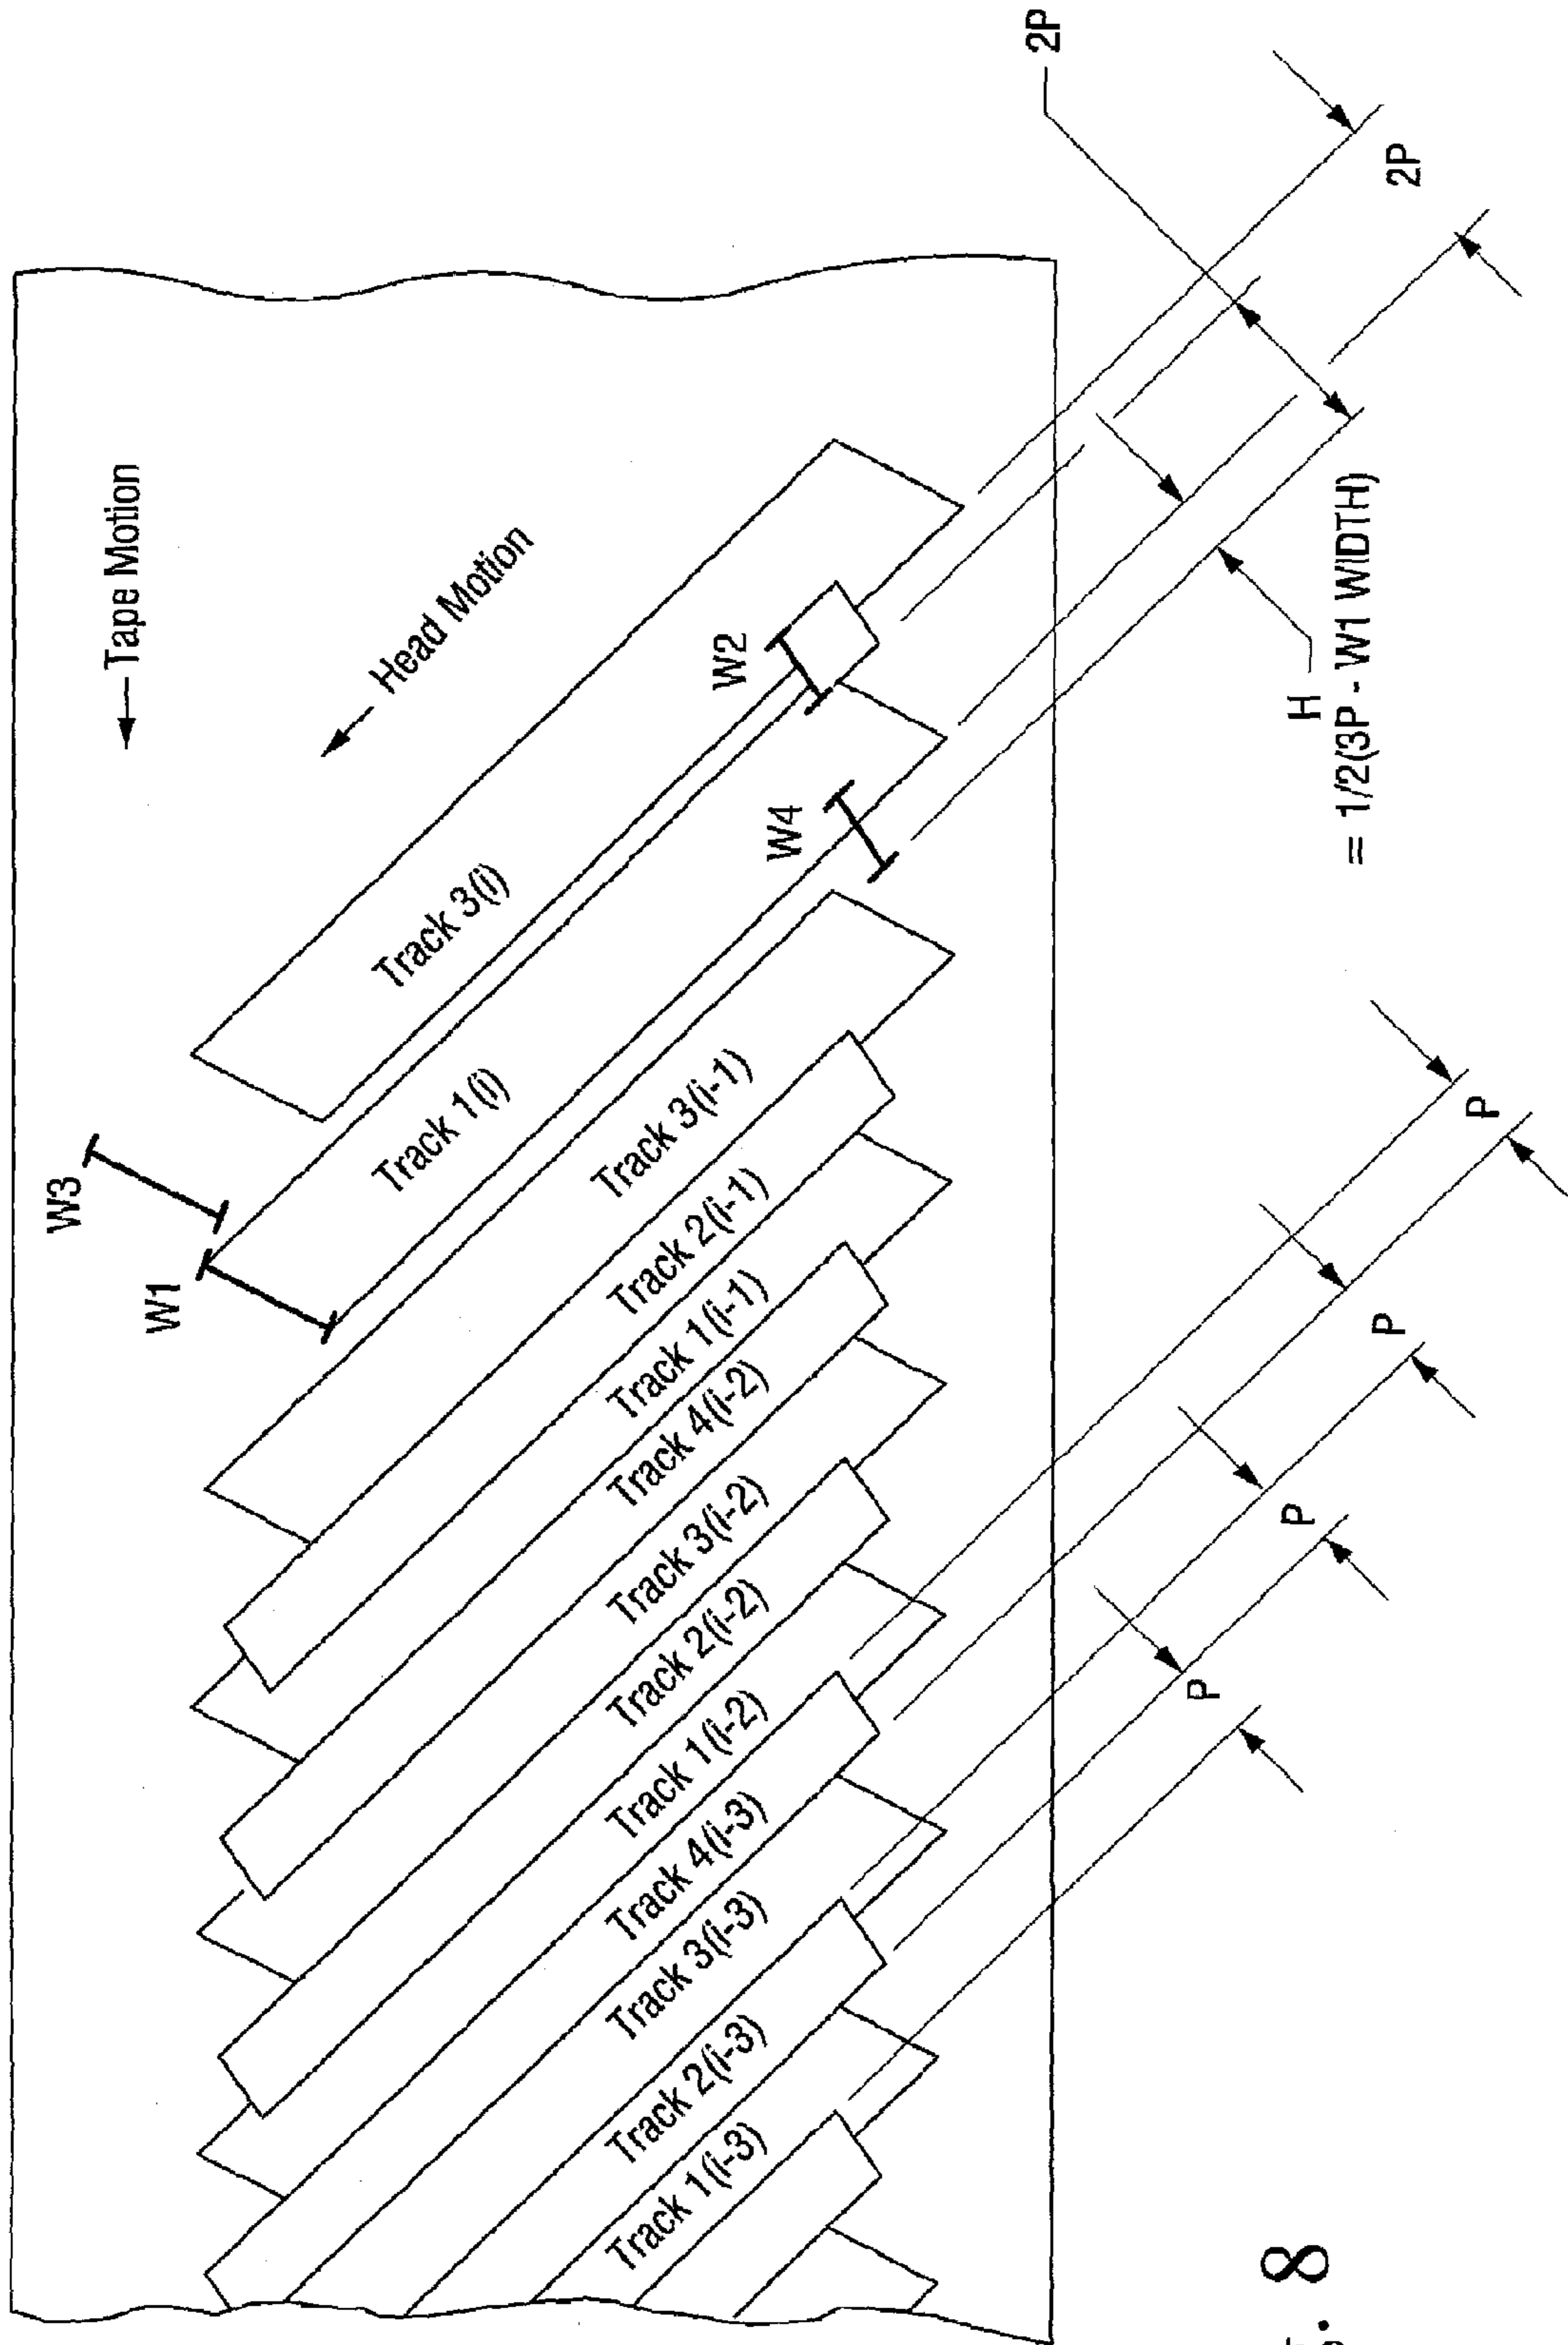 Tape Motion
Head Motion
W3
W1
W2
W4
Track 3(i)
Track 1(i)
Track 3(i-1)
Track 2(i-1)
Track 1(i-1)
Track 4(i-2)
Track 3(i-2)
Track 2(i-2)
Track 1(i-2)
Track 4(i-3)
Track 3(i-3)
Track 2(i-3)
Track 1(i-3)
2P
2P
H
= 1/2(3P - W1 WIDTH)
P
P
P
P
8